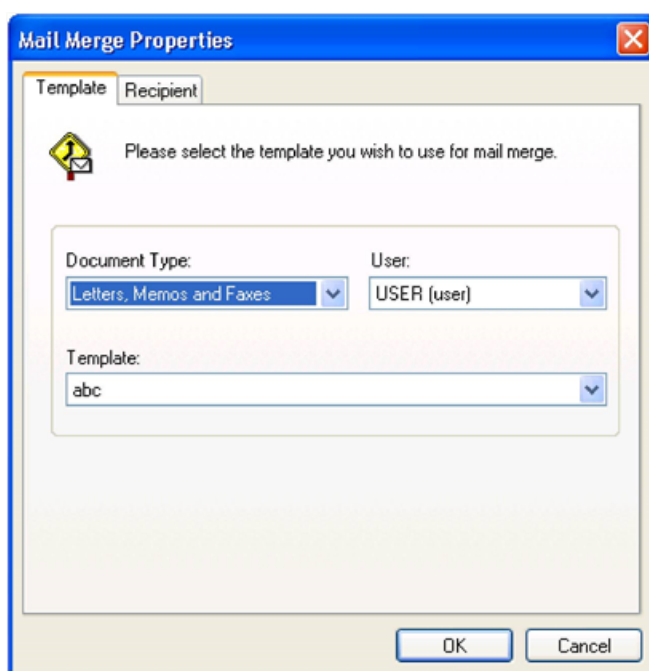 Mail Merge Properties
Template Recipient
Please select the template you wish to use for mail merge.
Document Type: User:
Letters, Memos and Faxes USER (user)
Template:
abc
OK Cancel